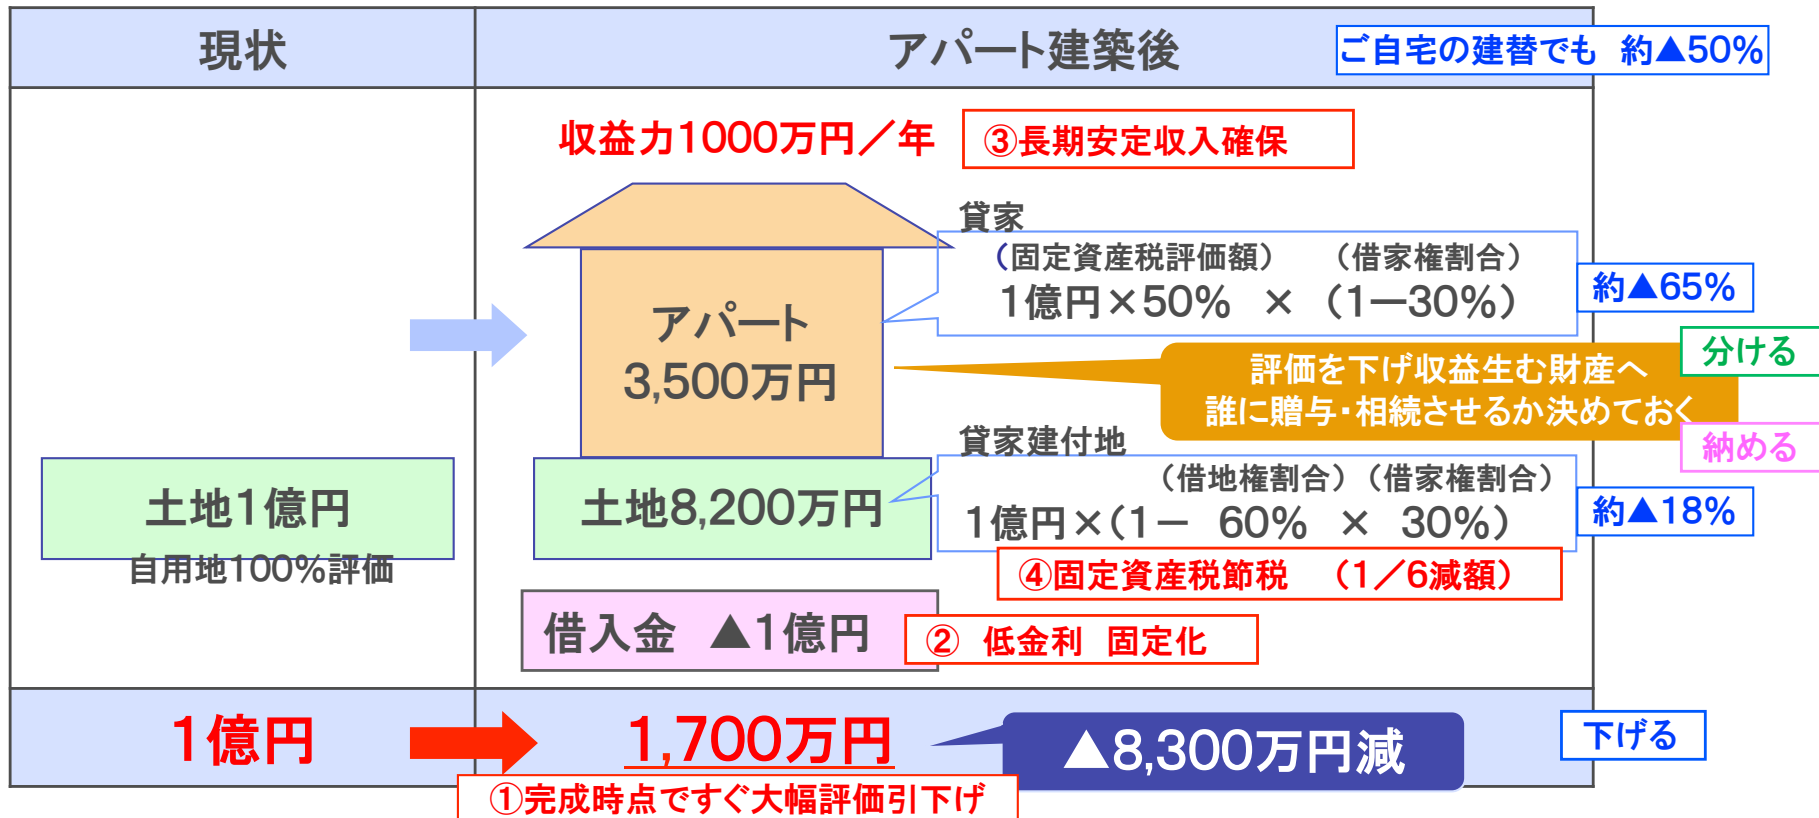 現状
アパート建築後
ご自宅の建替でも 約▲50%
収益力1000万円／年
③長期安定収入確保
貸家
（固定資産税評価額） （借家権割合）
1億円×50% × （1－30%）
約▲65%
アパート
3,500万円
分ける
評価を下げ収益生む財産へ
誰に贈与・相続させるか決めておく
納める
貸家建付地
（借地権割合）（借家権割合）
1億円×（1－ 60% × 30%）
約▲18%
土地1億円
自用地100%評価
土地8,200万円
④固定資産税節税 （1／6減額）
借入金 ▲1億円
② 低金利 固定化
1億円
1,700万円
▲8,300万円減
下げる
①完成時点ですぐ大幅評価引下げ